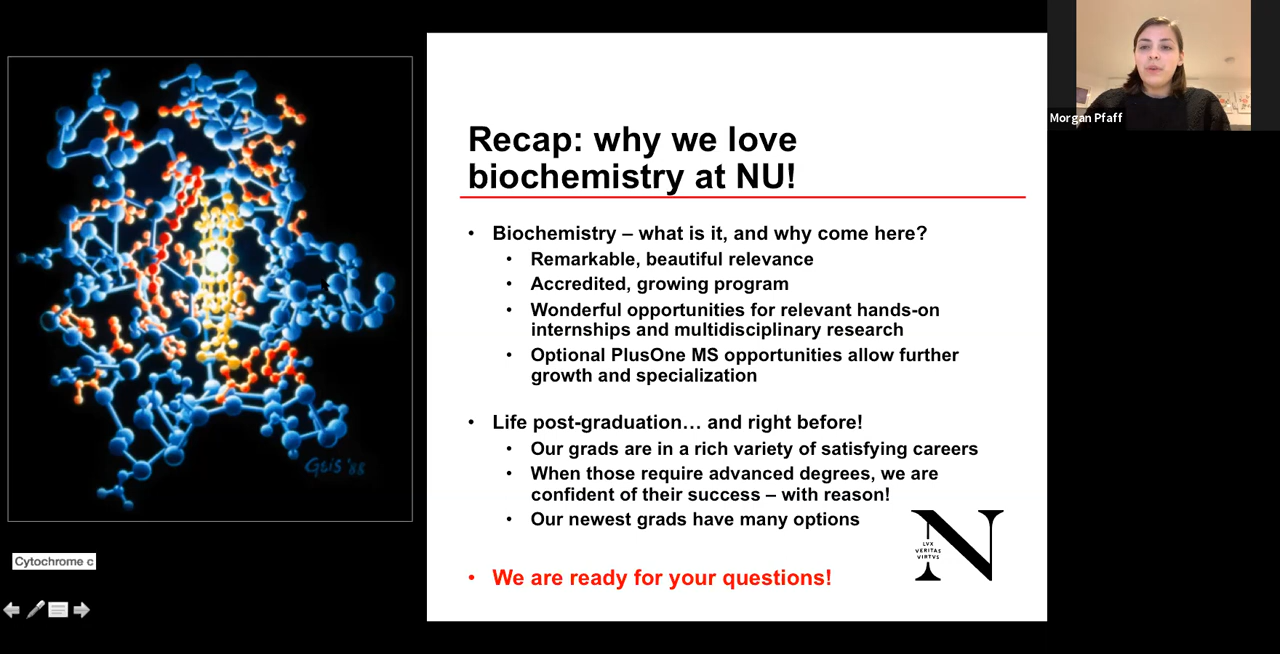 Morgan Pfaff
Recap: why we love
biochemistry at NU!
• Biochemistry – what is it, and why come here?
• Remarkable, beautiful relevance
• Accredited, growing program
• Wonderful opportunities for relevant hands-on
internships and multidisciplinary research
• Optional PlusOne MS opportunities allow further
growth and specialization
• Life post-graduation… and right before!
• Our grads are in a rich variety of satisfying careers
• When those require advanced degrees, we are
confident of their success – with reason!
• Our newest grads have many options
• We are ready for your questions!
N
LVX
VERITAS
VIRTVS
Geis '88
Cytochrome c